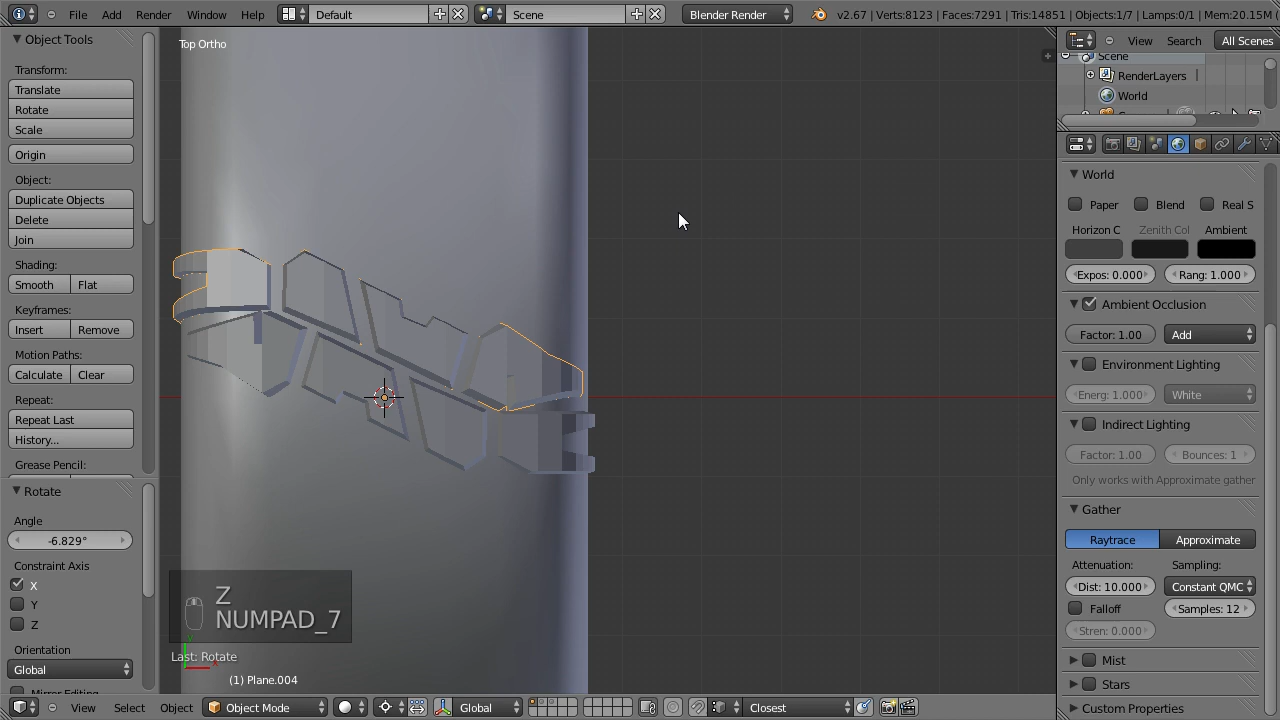 File Add Render Window Help Default Scene Blender Render v2.67 | Verts:8123 | Faces:7291 | Tris:14851 | Objects:1/7 | Lamps:0/1 | Mem:20.15M
Object Tools
Transform:
Translate
Rotate
Scale
Origin
Object:
Duplicate Objects
Delete
Join
Shading:
Smooth Flat
Keyframes:
Insert Remove
Motion Paths:
Calculate Clear
Repeat:
Repeat Last
History...
Grease Pencil:
Rotate
Angle
-6.829°
Constraint Axis
X
Y
Z
Orientation
Global
Top Ortho
Z
NUMPAD_7
Last: Rotate
(1) Plane.004
View Select Object Object Mode Global Closest
View Search All Scenes
Scene
RenderLayers
World
World
Paper Blend Real S
Horizon C Zenith Col Ambient
Expos: 0.000 Rang: 1.000
Ambient Occlusion
Factor: 1.00 Add
Environment Lighting
Energy: 1.000 White
Indirect Lighting
Factor: 1.00 Bounces: 1
Only works with Approximate gather
Gather
Raytrace Approximate
Attenuation: Sampling:
Dist: 10.000 Constant QMC
Falloff Samples: 12
Stren: 0.000
Mist
Stars
Custom Properties